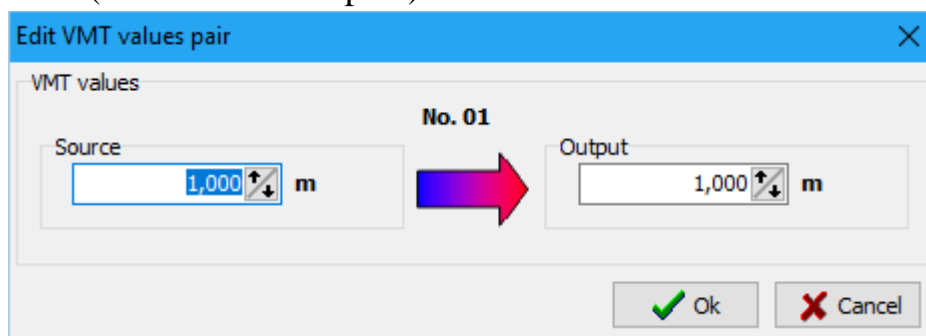 Edit VMT values pair
VMT values
No. 01
Source
Output
1,000 m
1,000 m
Ok
Cancel